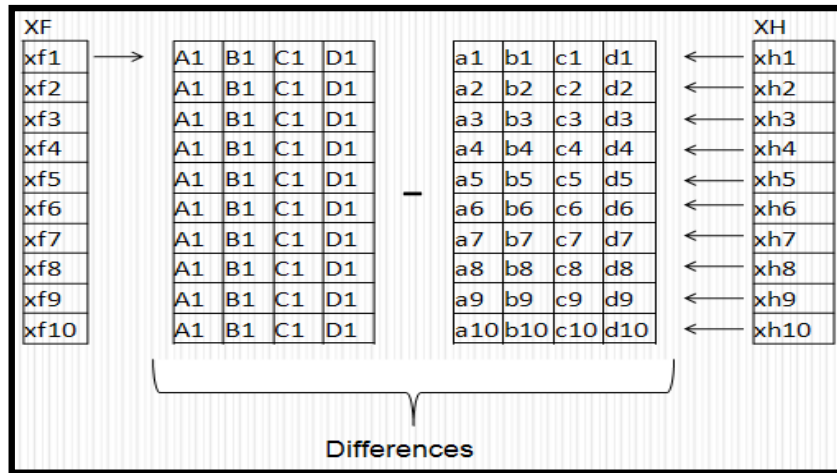 XF XH
xf1 A1 B1 C1 D1 a1 b1 c1 d1 xh1
xf2 A1 B1 C1 D1 a2 b2 c2 d2 xh2
xf3 A1 B1 C1 D1 a3 b3 c3 d3 xh3
xf4 A1 B1 C1 D1 a4 b4 c4 d4 xh4
xf5 A1 B1 C1 D1 a5 b5 c5 d5 xh5
xf6 A1 B1 C1 D1 – a6 b6 c6 d6 xh6
xf7 A1 B1 C1 D1 a7 b7 c7 d7 xh7
xf8 A1 B1 C1 D1 a8 b8 c8 d8 xh8
xf9 A1 B1 C1 D1 a9 b9 c9 d9 xh9
xf10 A1 B1 C1 D1 a10 b10 c10 d10 xh10
Differences